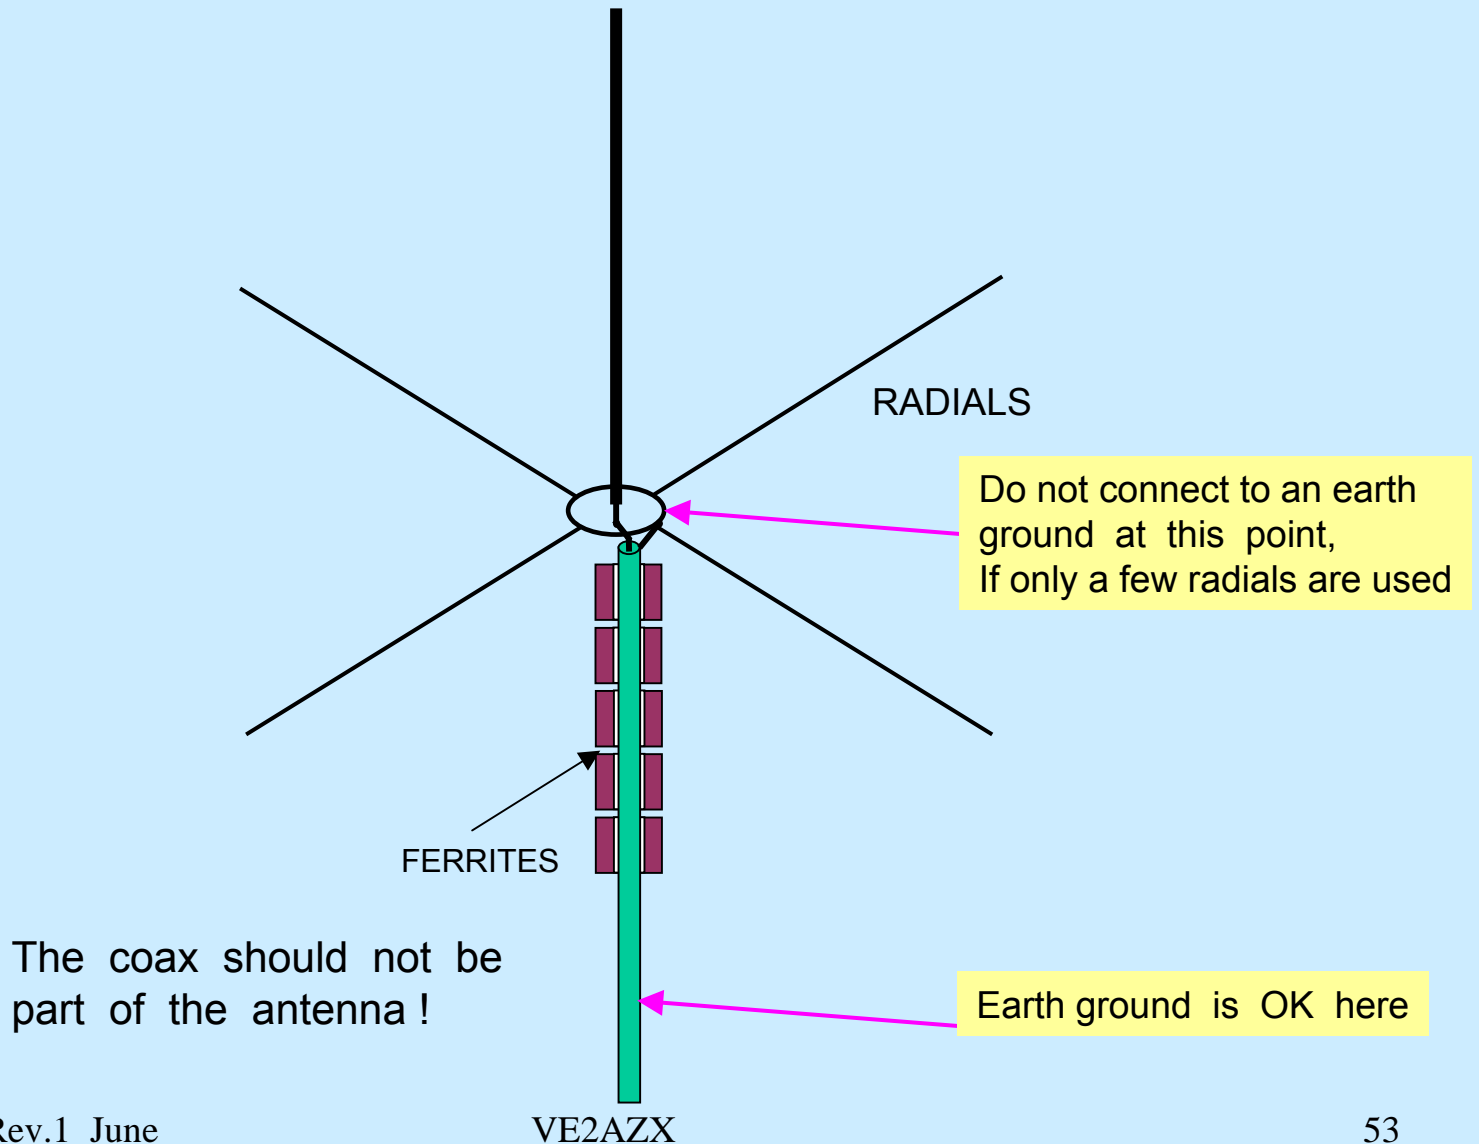 RADIALS
Do not connect to an earth
ground at this point,
If only a few radials are used
FERRITES
The coax should not be
part of the antenna !
Earth ground is OK here
Rev.1 June
VE2AZX
53